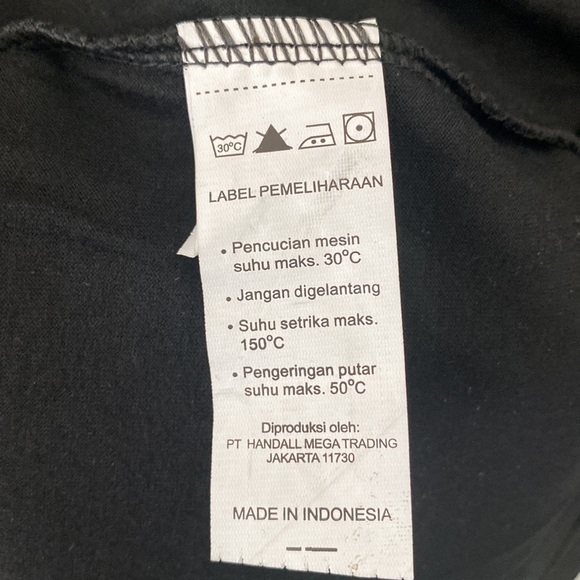 30°C
LABEL PEMELIHARAAN
• Pencucian mesin
suhu maks. 30°C
• Jangan digelantang
• Suhu setrika maks.
150°C
• Pengeringan putar
suhu maks. 50°C
Diproduksi oleh:
PT HANDALL MEGA TRADING
JAKARTA 11730
MADE IN INDONESIA